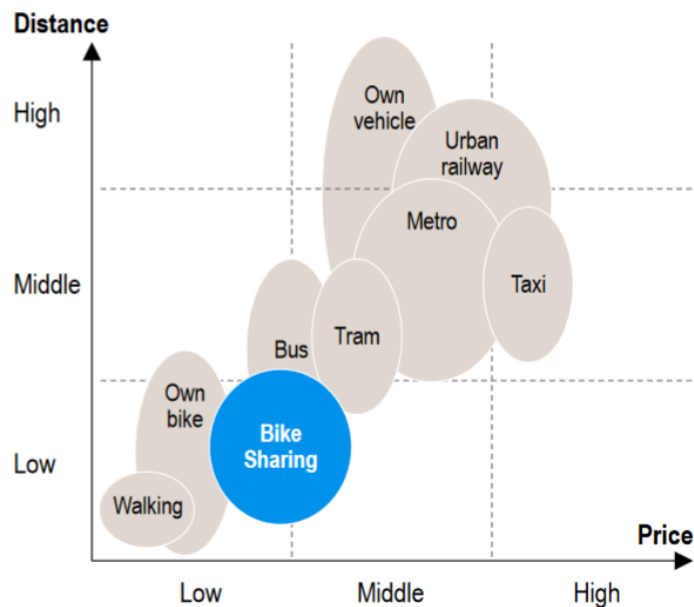 Distance
High
Own
vehicle
Urban
railway
Metro
Middle
Taxi
Tram
Bus
Own
bike
Bike
Sharing
Low
Walking
Price
Low
Middle
High